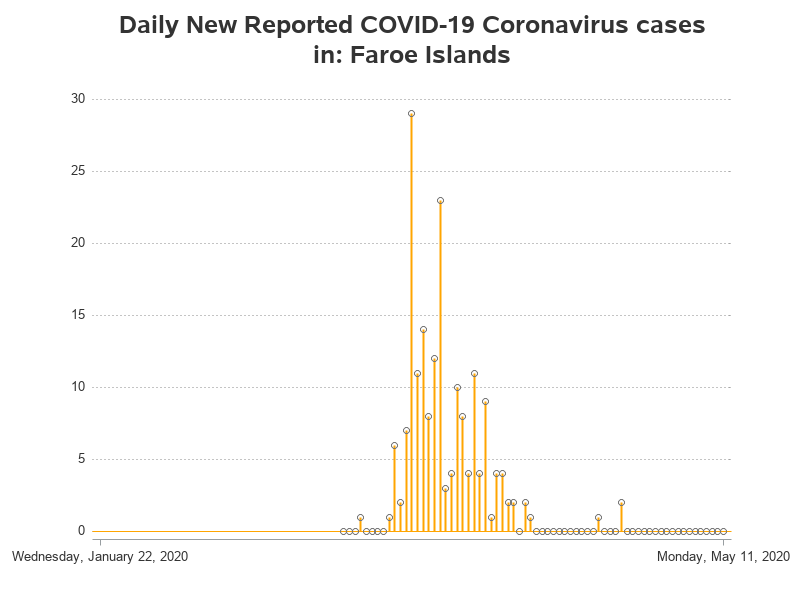 Daily New Reported COVID-19 Coronavirus cases
in: Faroe Islands
30
25
20
15
10
5
0
Wednesday, January 22, 2020
Monday, May 11, 2020